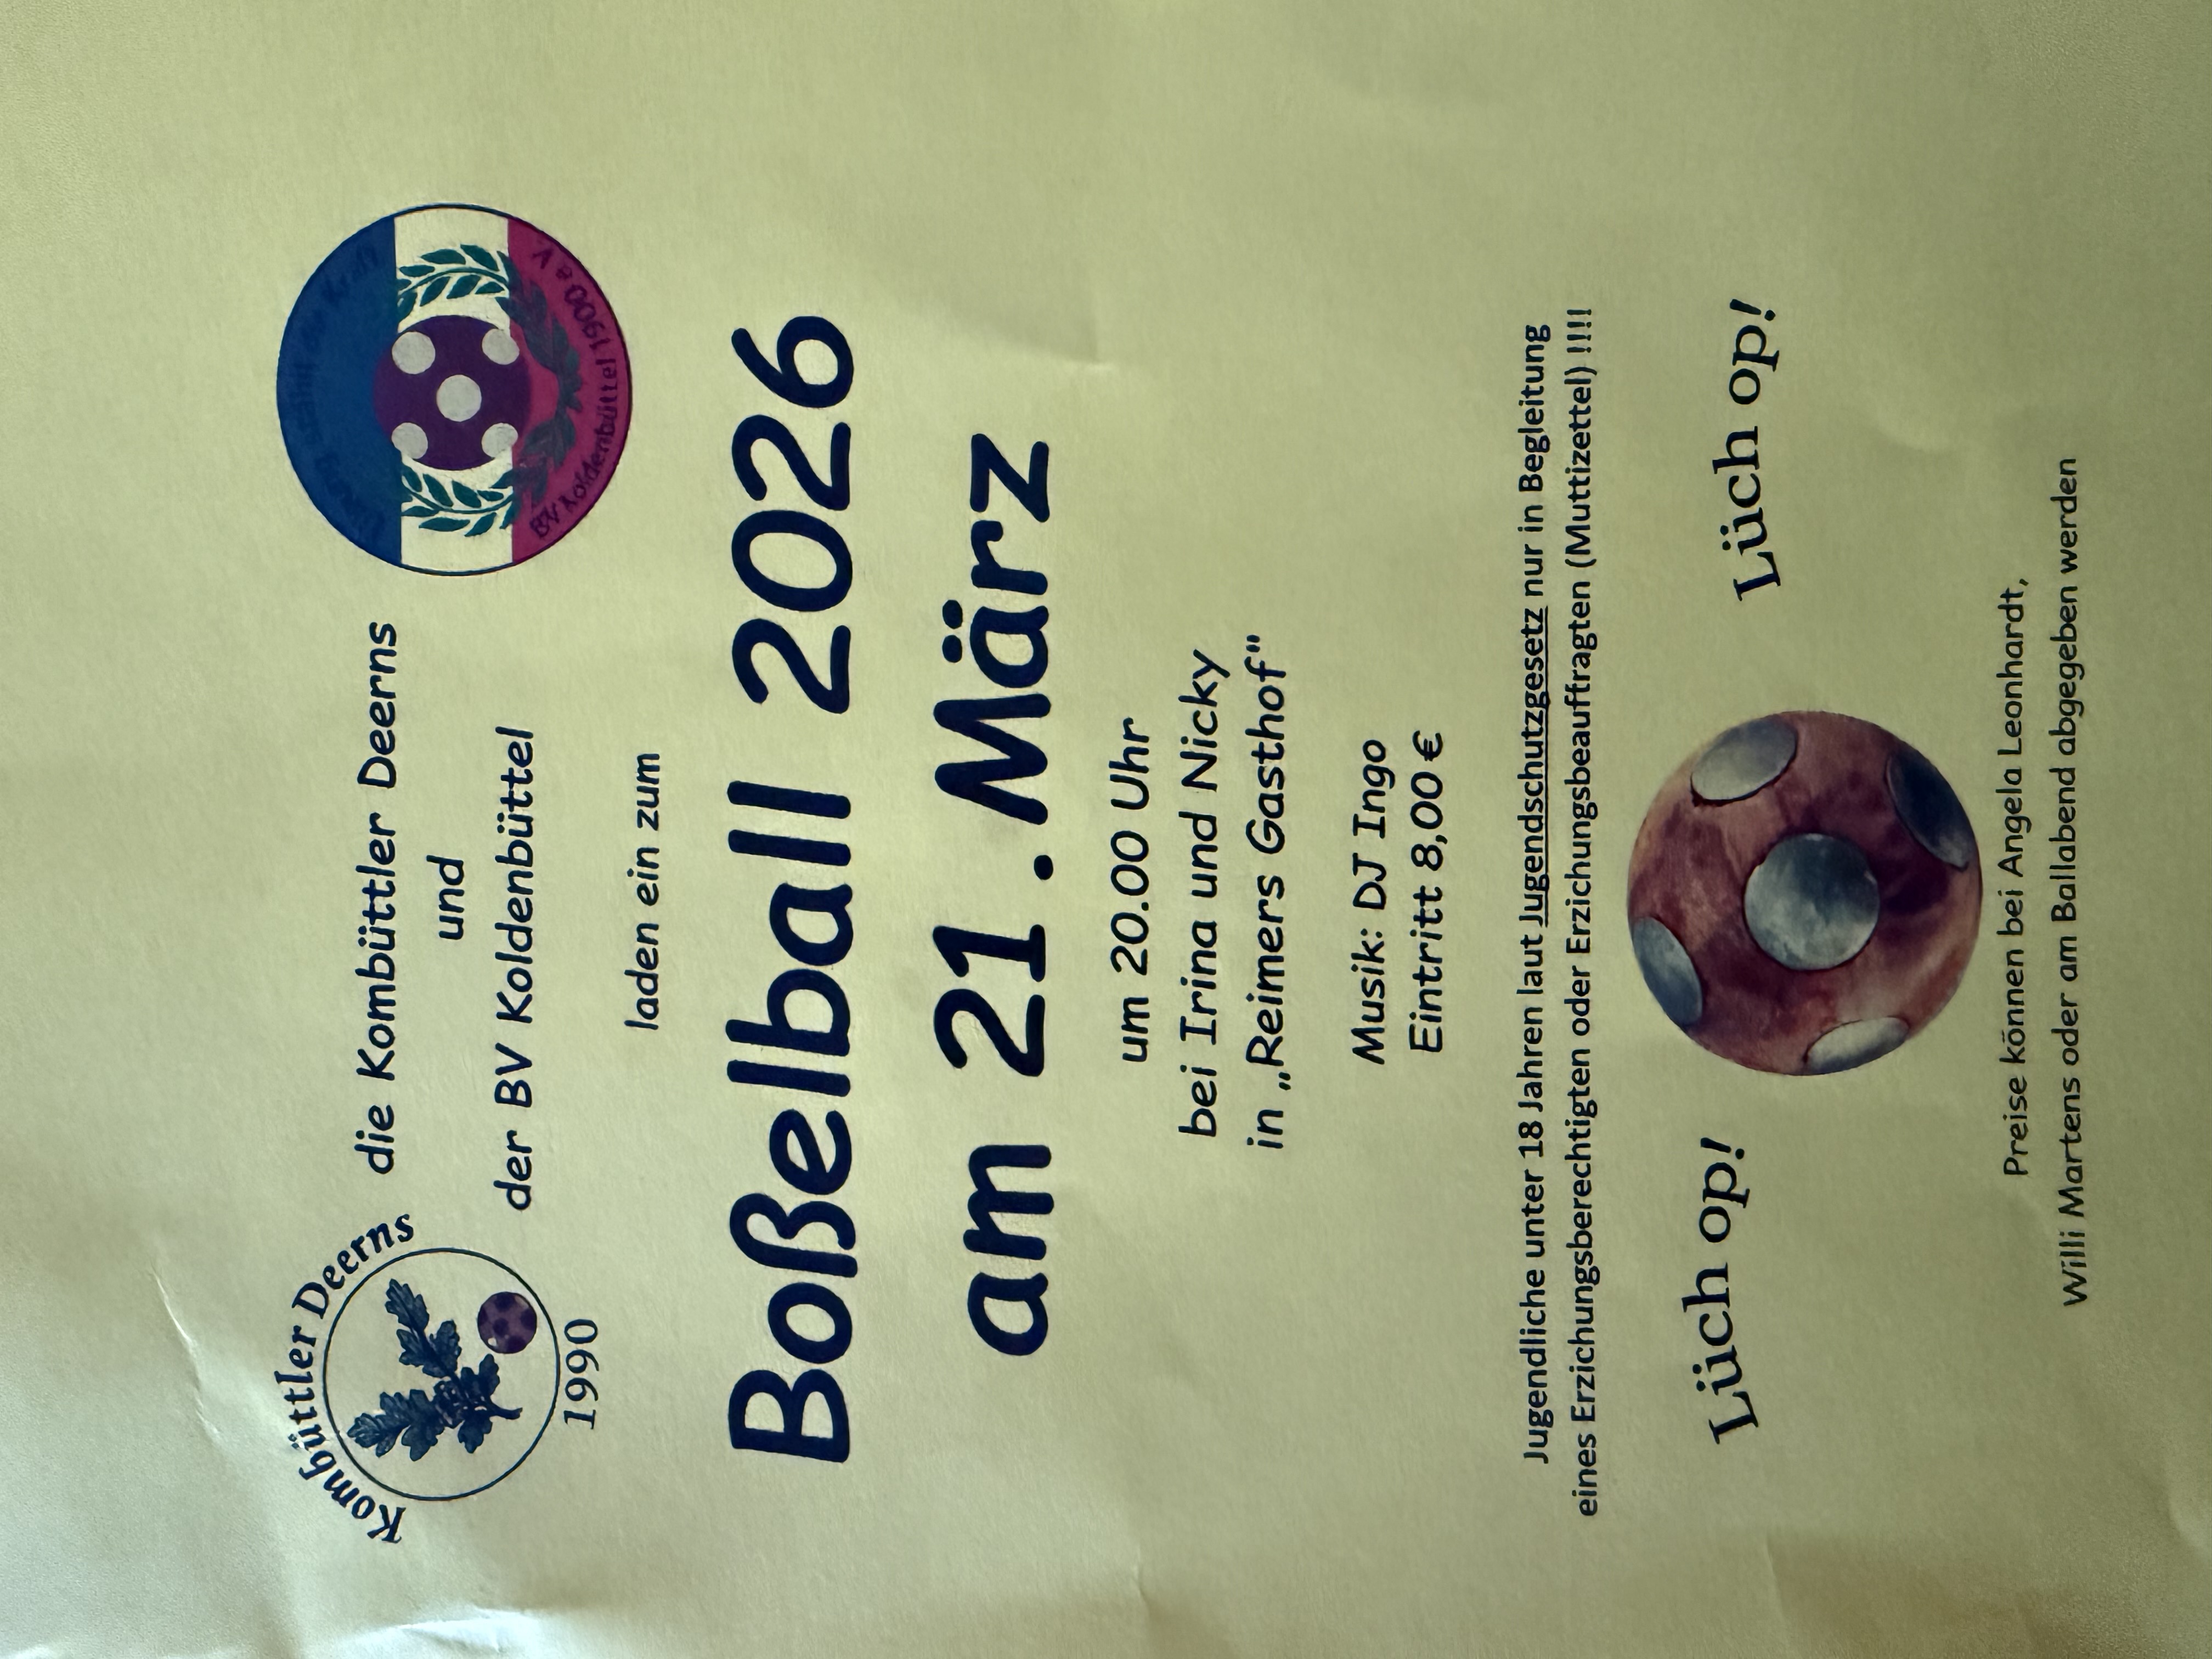 Kombüttler Deerns
1990
die Kombüttler Deerns
und
der BV Koldenbüttel
BV Koldenbüttel 1900 e.V.
laden ein zum
Boßelball 2026
am 21. März
um 20.00 Uhr
bei Irina und Nicky
in „Reimers Gasthof“
Musik: DJ Ingo
Eintritt 8,00 €
Jugendliche unter 18 Jahren laut Jugendschutzgesetz nur in Begleitung
eines Erzichungsberechtigten oder Erzichungsbeauftragten (Muttizettel) !!!!
Lüch op!
Lüch op!
Preise können bei Angela Leonhardt,
Willi Martens oder am Ballabend abgegeben werden